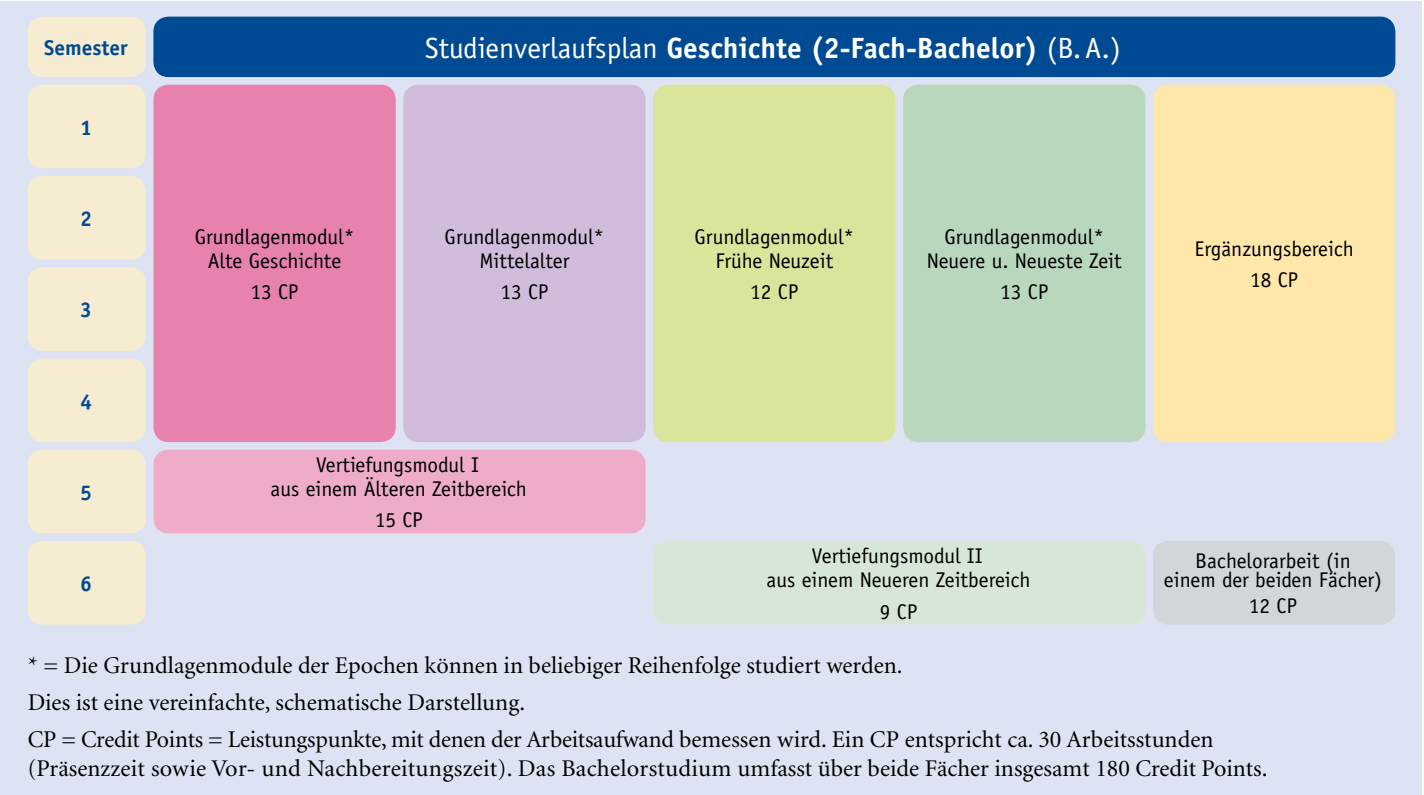 Semester
Studienverlaufsplan Geschichte (2-Fach-Bachelor) (B. A.)
1
2
3
4
5
6
Grundlagenmodul*
Alte Geschichte
13 CP
Grundlagenmodul*
Mittelalter
13 CP
Grundlagenmodul*
Frühe Neuzeit
12 CP
Grundlagenmodul*
Neuere u. Neueste Zeit
13 CP
Ergänzungsbereich
18 CP
Vertiefungsmodul I
aus einem Älteren Zeitbereich
15 CP
Vertiefungsmodul II
aus einem Neueren Zeitbereich
9 CP
Bachelorarbeit (in
einem der beiden Fächer)
12 CP
* = Die Grundlagenmodule der Epochen können in beliebiger Reihenfolge studiert werden.
Dies ist eine vereinfachte, schematische Darstellung.
CP = Credit Points = Leistungspunkte, mit denen der Arbeitsaufwand bemessen wird. Ein CP entspricht ca. 30 Arbeitsstunden
(Präsenzzeit sowie Vor- und Nachbereitungszeit). Das Bachelorstudium umfasst über beide Fächer insgesamt 180 Credit Points.